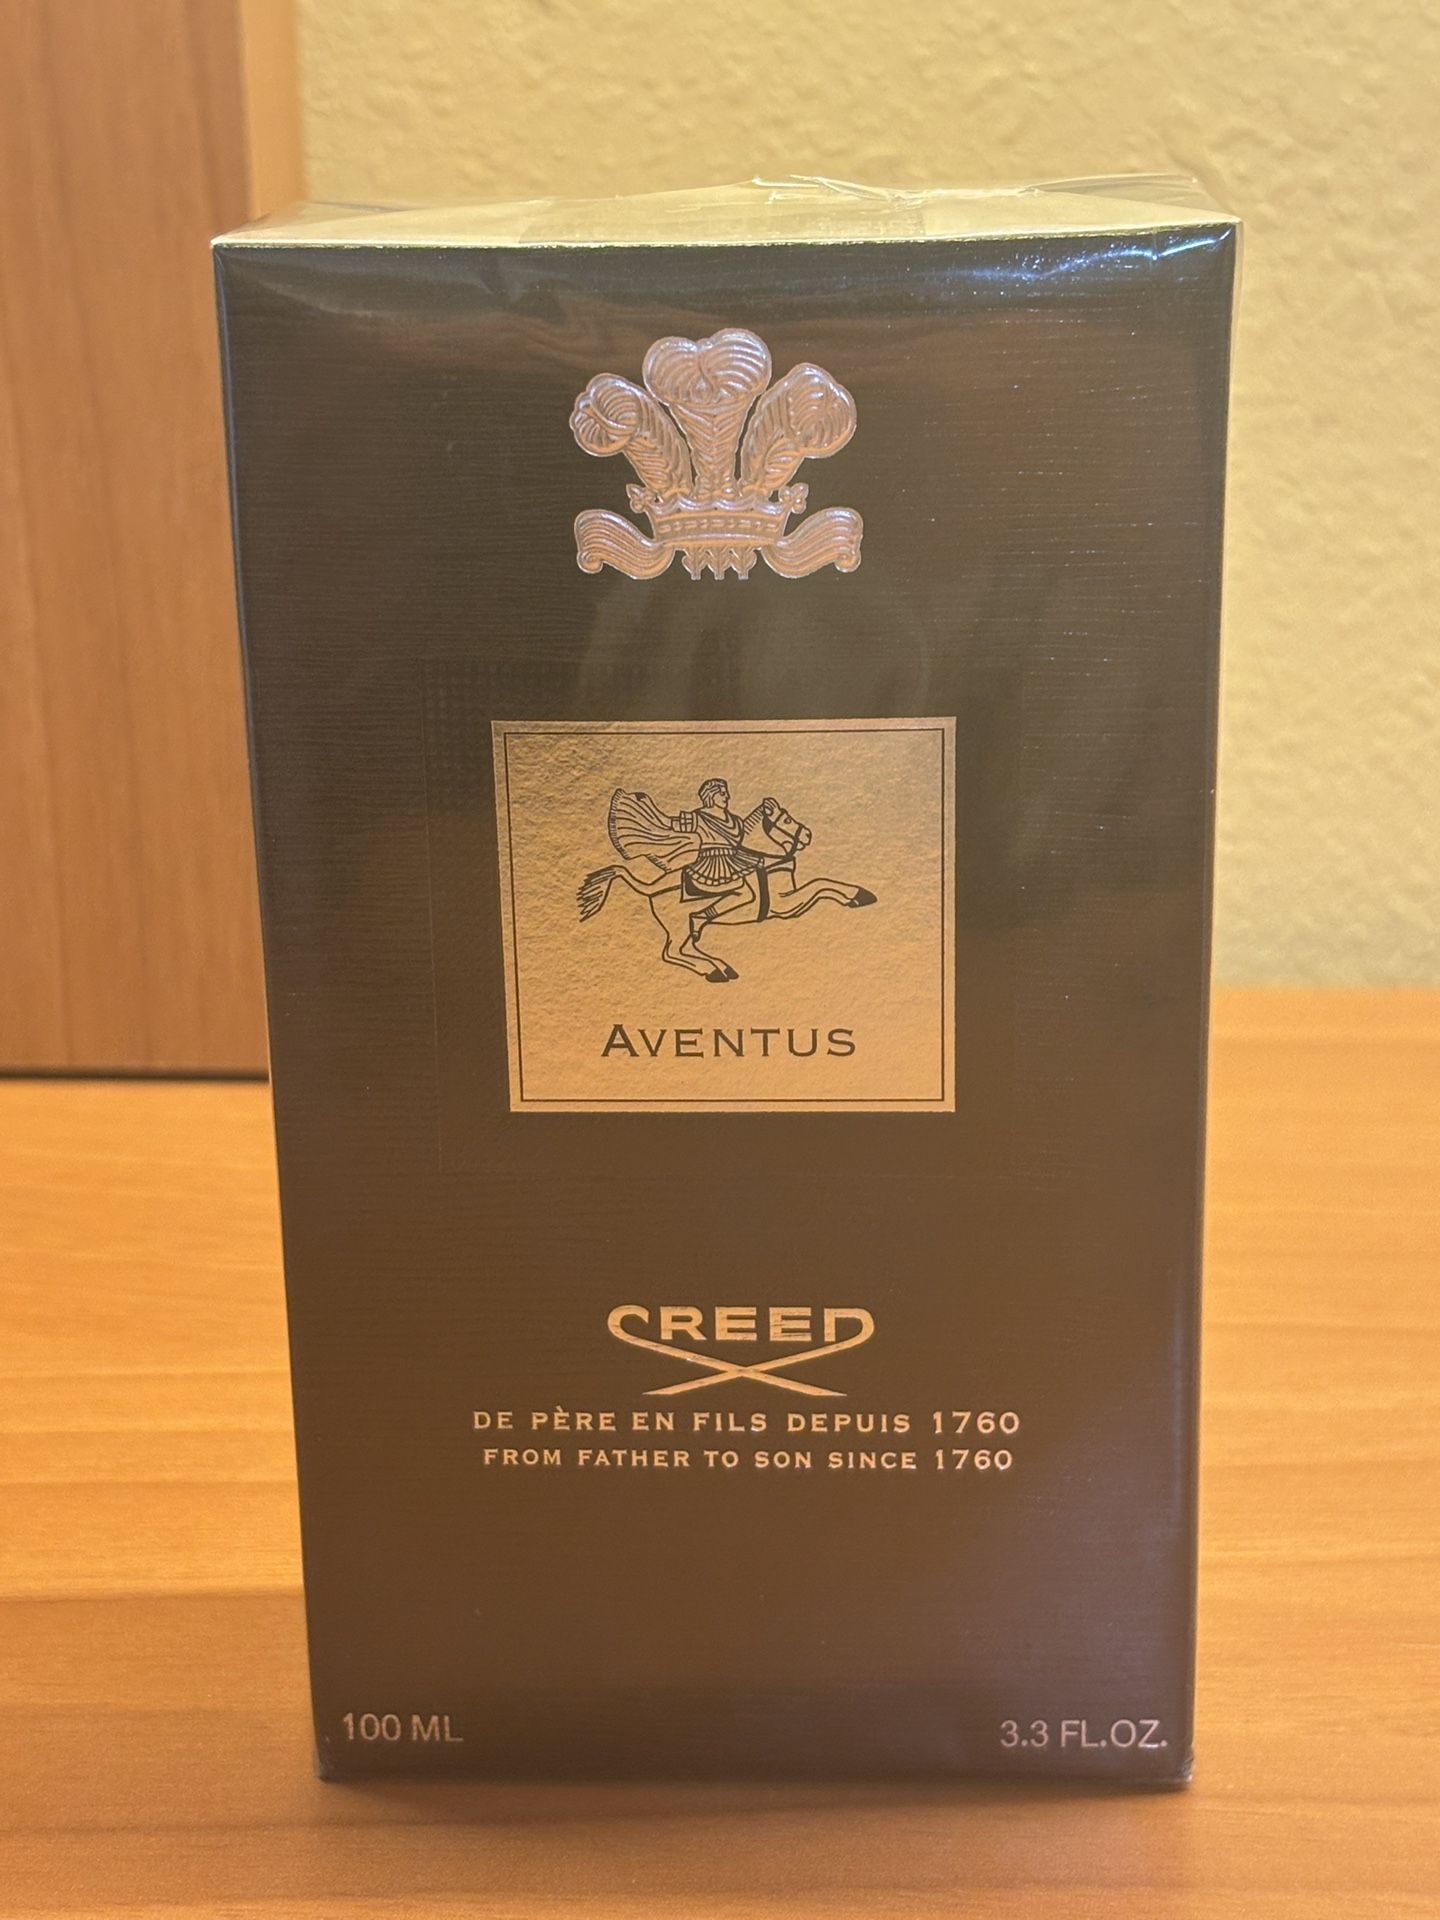 AVENTUS
CREED
DE PÈRE EN FILS DEPUIS 1760
FROM FATHER TO SON SINCE 1760
100 ML
3.3 FL.OZ.